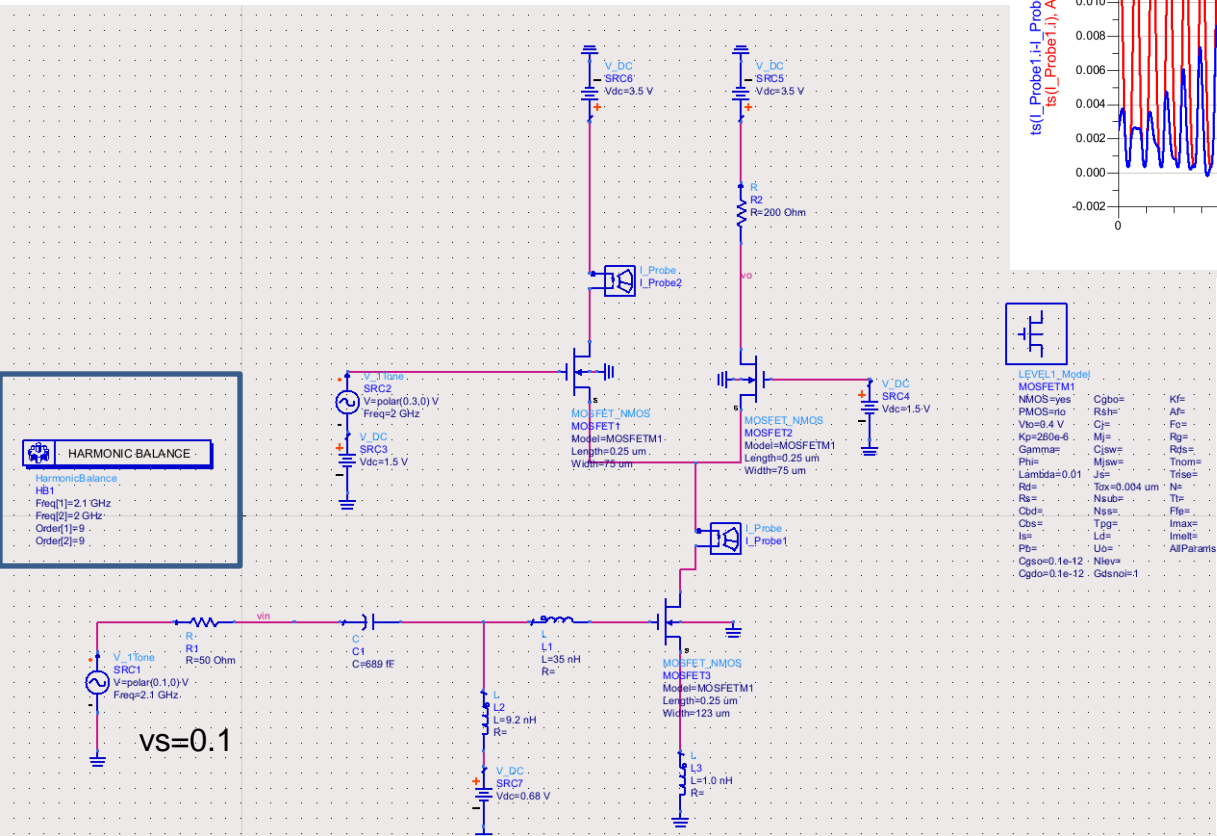 V_DC
SRC6
Vdc=3.5 V
V_DC
SRC5
Vdc=3.5 V
R
R2
R=200 Ohm
I_Probe
I_Probe2
vo
V_1Tone
SRC2
V=polar(0.3,0) V
Freq=2 GHz
V_DC
SRC3
Vdc=1.5 V
S
MOSFET_NMOS
MOSFET1
Model=MOSFETM1
Length=0.25 um
Width=75 um
S
MOSFET_NMOS
MOSFET2
Model=MOSFETM1
Length=0.25 um
Width=75 um
V_DC
SRC4
Vdc=1.5 V
HARMONIC BALANCE
HarmonicBalance
HB1
Freq[1]=2.1 GHz
Freq[2]=2 GHz
Order[1]=9
Order[2]=9
I_Probe
I_Probe1
vin
R
R1
R=50 Ohm
V_1Tone
SRC1
V=polar(0.1,0) V
Freq=2.1 GHz
vs=0.1
C
C1
C=689 fF
L
L1
L=35 nH
R=
L
L2
L=9.2 nH
R=
V_DC
SRC7
Vdc=0.68 V
S
MOSFET_NMOS
MOSFET3
Model=MOSFETM1
Length=0.25 um
Width=123 um
L
L3
L=1.0 nH
R=
ts(I_Probe1.i-I_Prob
ts(I_Probe1.i), A
0.010
0.008
0.006
0.004
0.002
0.000
-0.002
0
LEVEL1_Model
MOSFETM1
NMOS=yes Cgbo= Kf=
PMOS=no Rsh= Af=
Vto=0.4 V Cj= Fc=
Kp=260e-6 Mj= Rg=
Gamma= Cjsw= Rds=
Phi= Mjsw= Tnom=
Lambda=0.01 Js= Trise=
Rd= Tox=0.004 um N=
Rs= Nsub= Tt=
Cbd= Nss= Ffe=
Cbs= Tpg= Imax=
Is= Ld= Imelt=
Pb= Uo= AllParams
Cgso=0.1e-12 Nlev=
Cgdo=0.1e-12 Gdsnoi=1